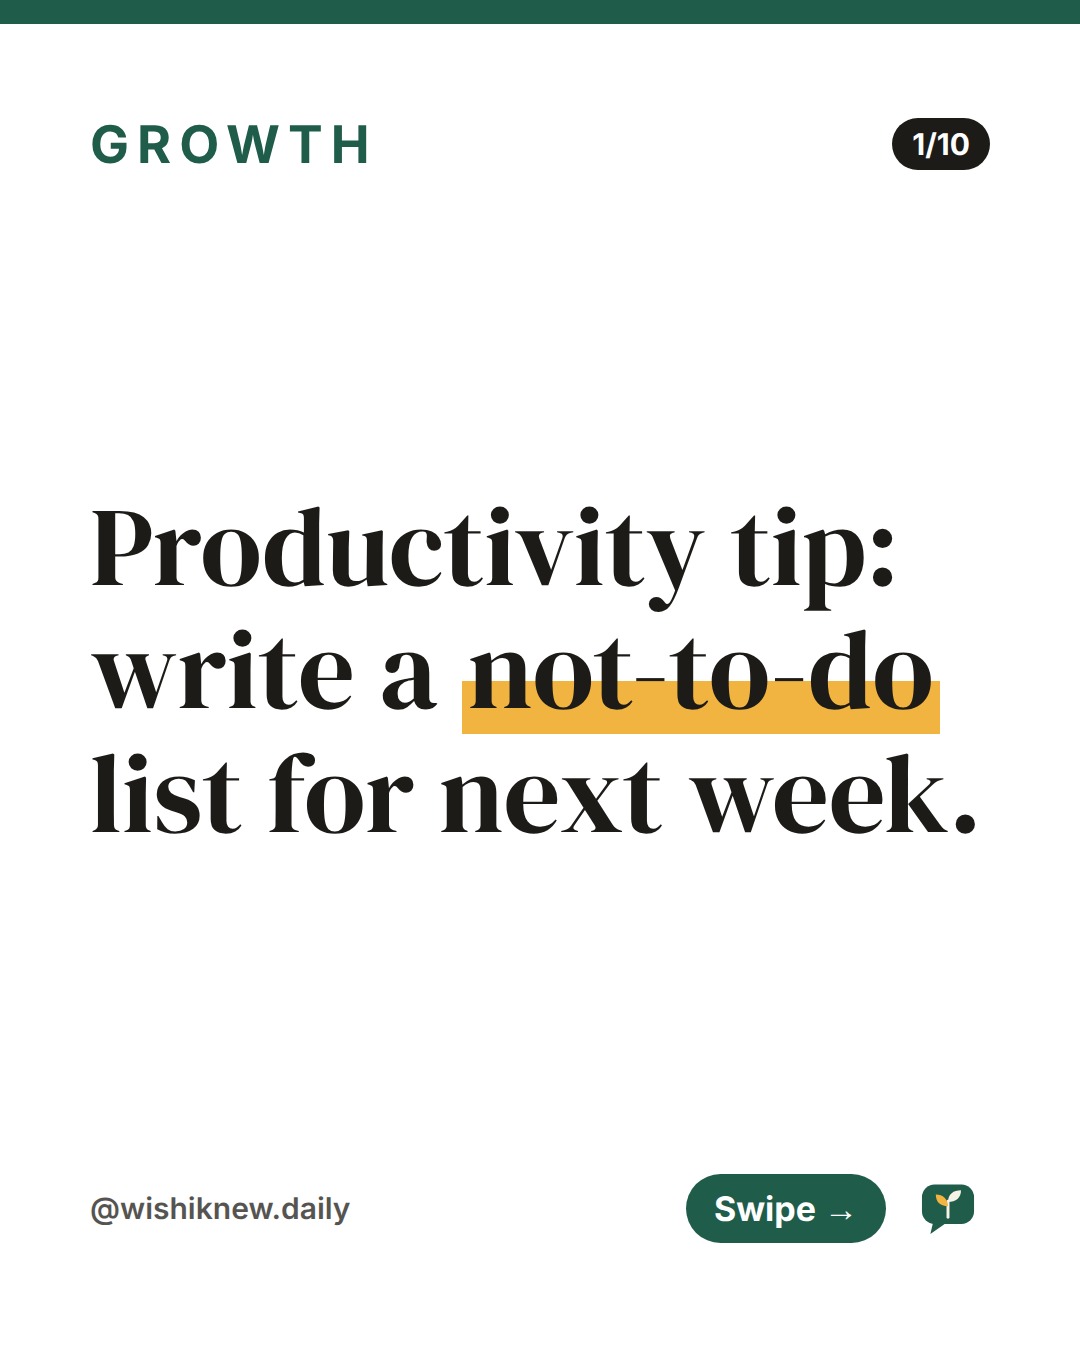 GROWTH
1/10
Productivity tip:
write a not-to-do
list for next week.
@wishiknew.daily
Swipe →